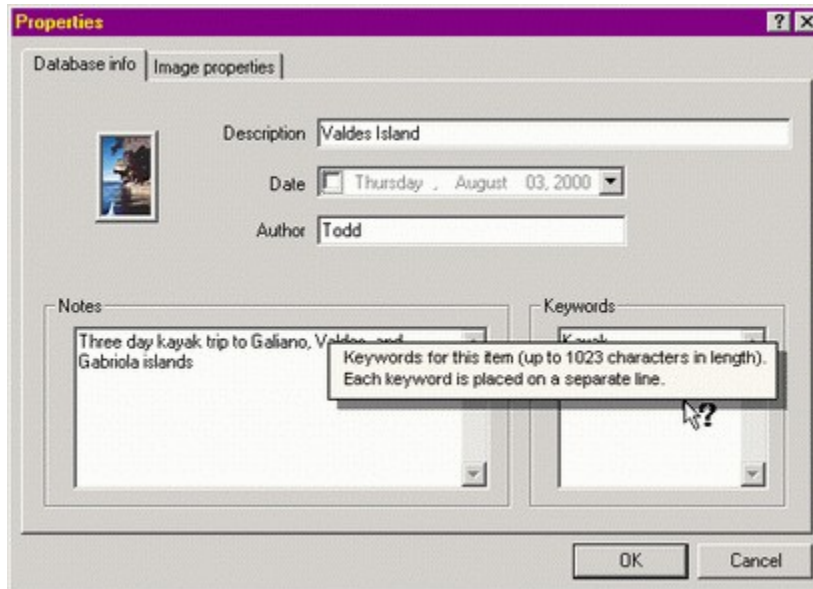 Properties
Database info
Image properties
Description Valdes Island
Date Thursday , August 03, 2000
Author Todd
Notes
Three day kayak trip to Galiano, Valdes, and
Gabriola islands
Keywords
Kayak
Keywords for this item (up to 1023 characters in length).
Each keyword is placed on a separate line.
OK
Cancel